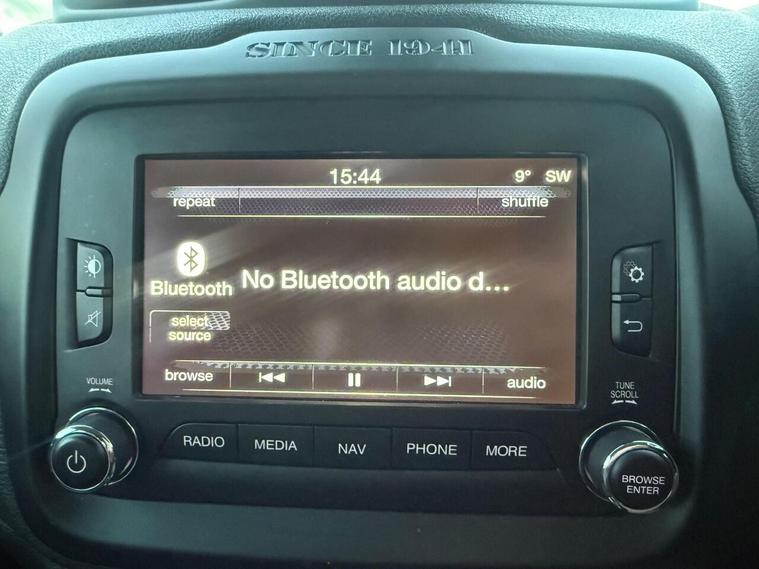 SINCE 1941
15:44 9° SW
repeat shuffle
Bluetooth No Bluetooth audio d...
select
source
browse audio
VOLUME
TUNE
SCROLL
RADIO MEDIA NAV PHONE MORE
BROWSE
ENTER